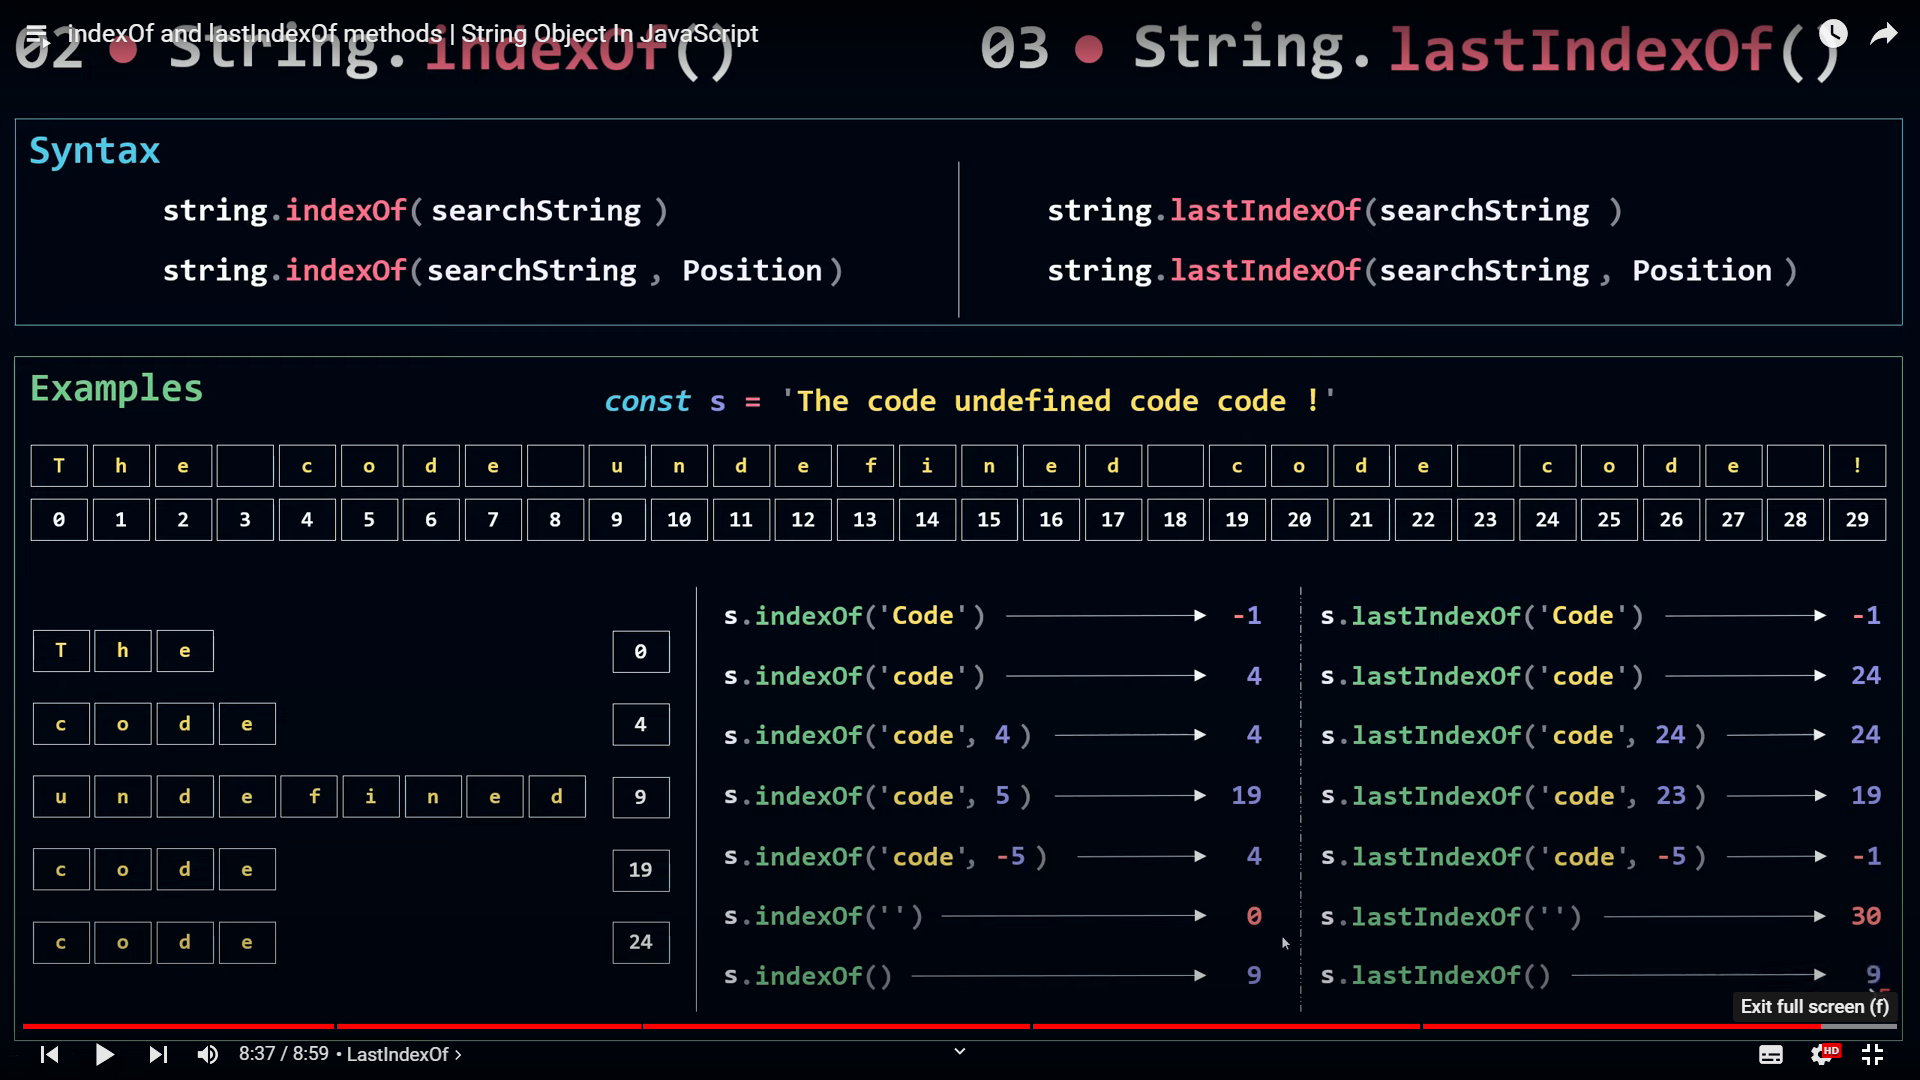 indexOf and lastIndexOf methods | String Object In JavaScript
02 • String.indexOf()
03 • String.lastIndexOf()
Syntax
string.indexOf( searchString )
string.indexOf(searchString , Position )
string.lastIndexOf(searchString )
string.lastIndexOf(searchString , Position )
Examples
const s = 'The code undefined code code !'
T h e c o d e u n d e f i n e d c o d e c o d e !
0 1 2 3 4 5 6 7 8 9 10 11 12 13 14 15 16 17 18 19 20 21 22 23 24 25 26 27 28 29
T h e 0
c o d e 4
u n d e f i n e d 9
c o d e 19
c o d e 24
s.indexOf('Code') -1
s.indexOf('code') 4
s.indexOf('code', 4 ) 4
s.indexOf('code', 5 ) 19
s.indexOf('code', -5 ) 4
s.indexOf('') 0
s.indexOf() 9
s.lastIndexOf('Code') -1
s.lastIndexOf('code') 24
s.lastIndexOf('code', 24 ) 24
s.lastIndexOf('code', 23 ) 19
s.lastIndexOf('code', -5 ) -1
s.lastIndexOf('') 30
s.lastIndexOf() 9
Exit full screen (f)
8:37 / 8:59 • LastIndexOf ›
HD